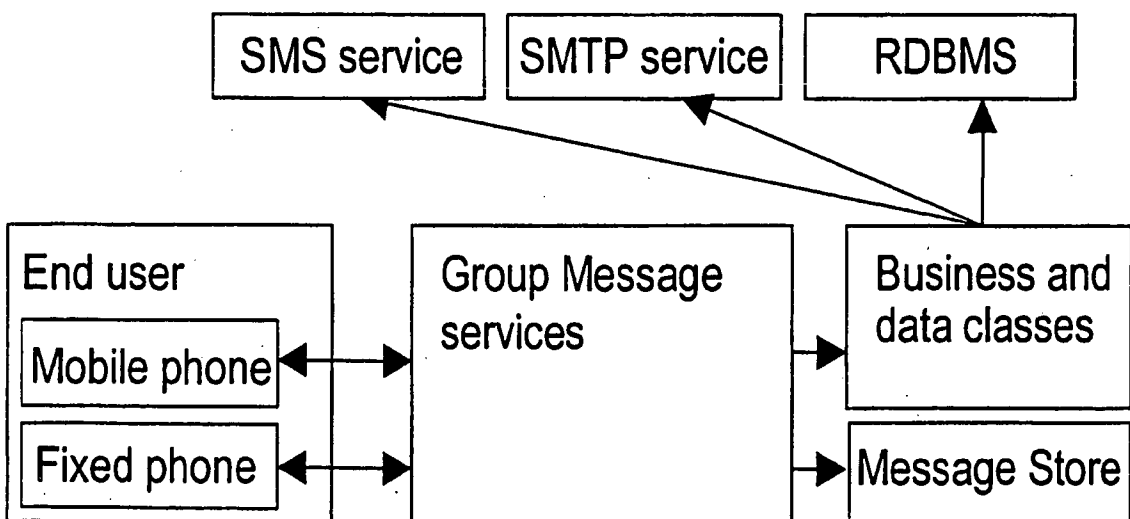 SMS service
SMTP service
RDBMS
End user
Mobile phone
Fixed phone
Group Message
services
Business and
data classes
Message Store